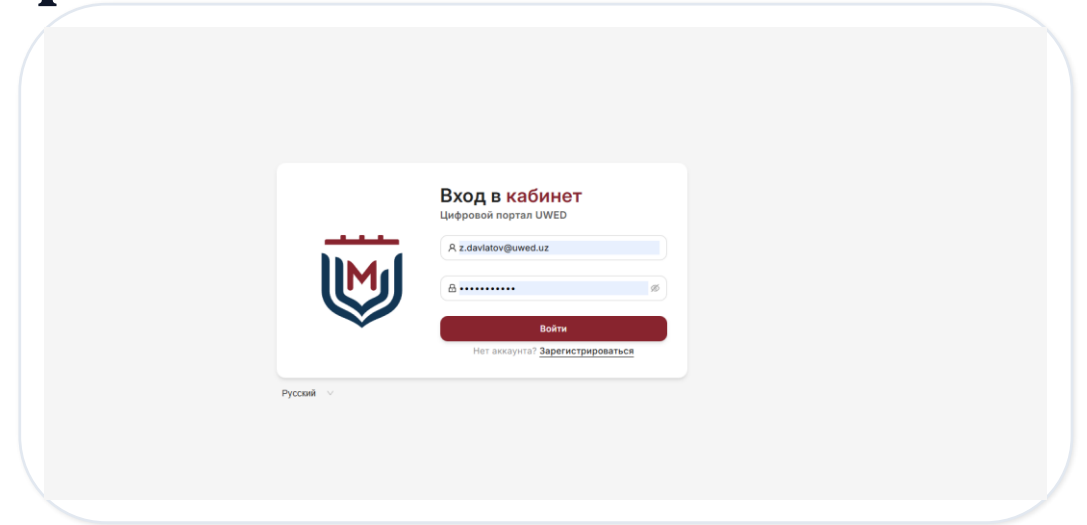 Вход в кабинет
Цифровой портал UWED
z.davlatov@uwed.uz
•••••••••••
Войти
Нет аккаунта? Зарегистрироваться
Русский